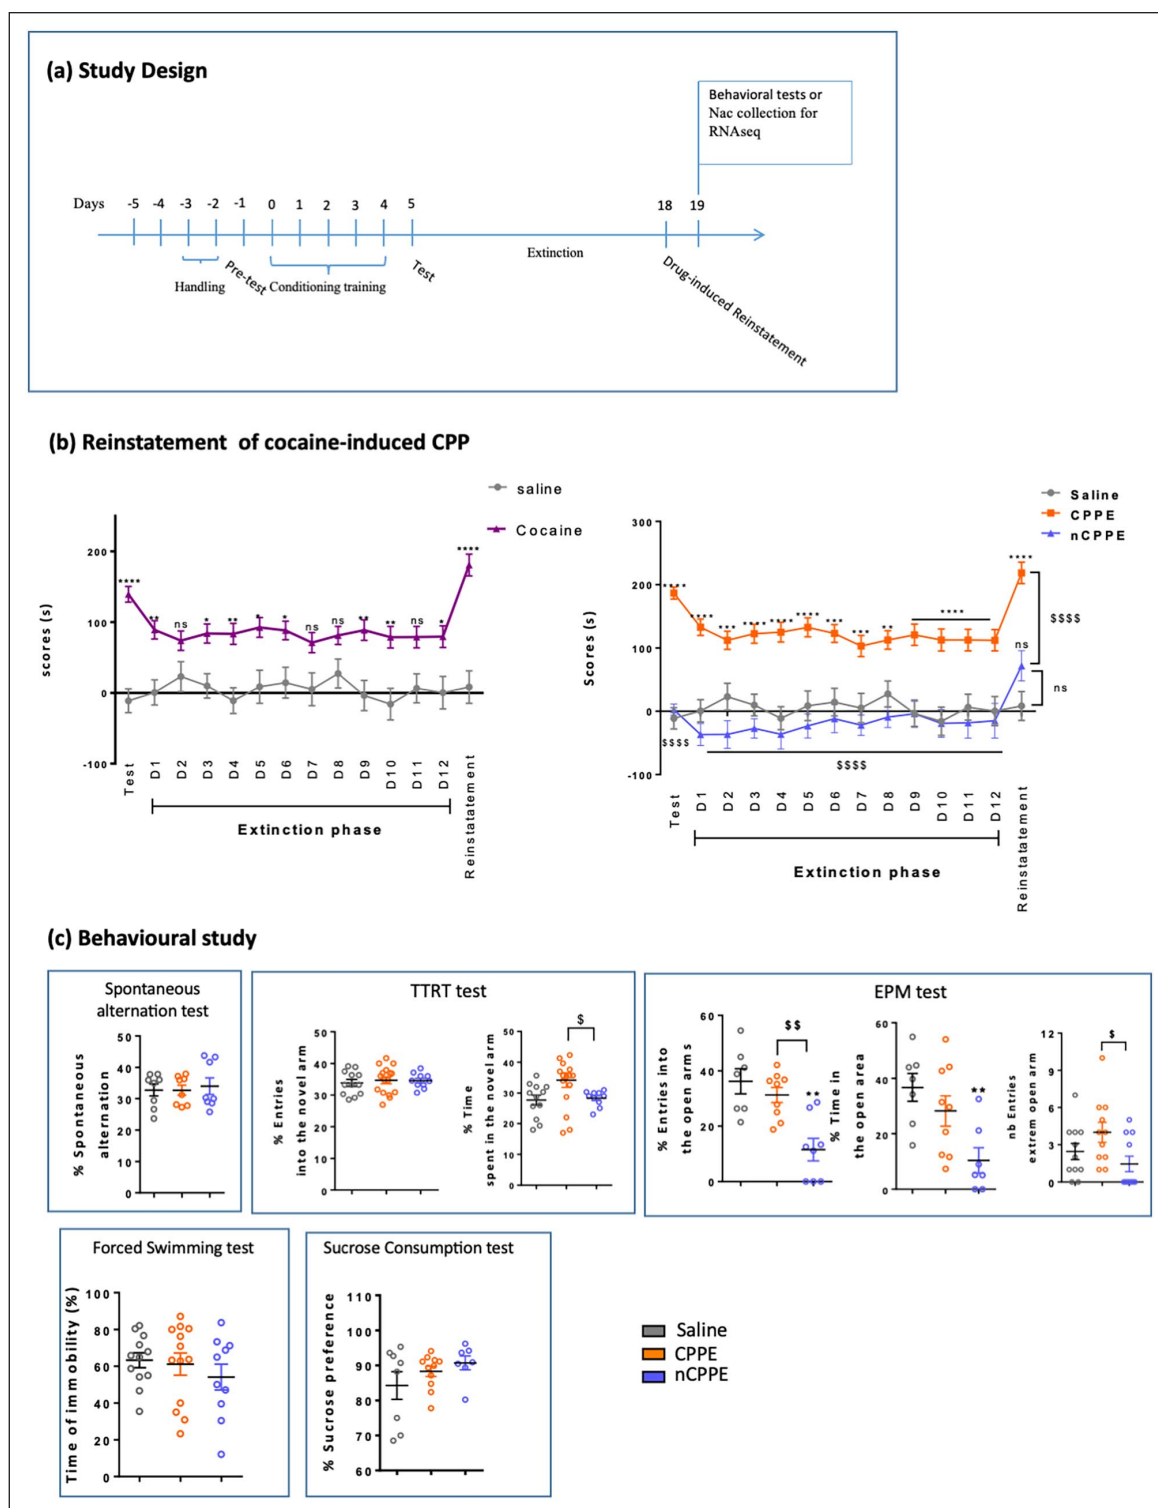 (a) Study Design
Behavioral tests or
Nac collection for
RNAseq
Days -5 -4 -3 -2 -1 0 1 2 3 4 5 18 19
Handling
Pre-test
Conditioning training
Test
Extinction
Drug-induced Reinstatement
(b) Reinstatement of cocaine-induced CPP
saline
Cocaine
scores (s)
200
100
0
-100
**** ** ns * ** * * ns ns ** ** * * ****
Test D1 D2 D3 D4 D5 D6 D7 D8 D9 D10 D11 D12 Reinstatatement
Extinction phase
Saline
CPPE
nCPPE
Scores (s)
300
200
100
0
-100
**** **** *** **** **** **** *** *** ** **** ****
$$$$
ns
ns
$$$$
$$$$
Test D1 D2 D3 D4 D5 D6 D7 D8 D9 D10 D11 D12 Reinstatatement
Extinction phase
(c) Behavioural study
Spontaneous
alternation test
% Spontaneous
alternation
50
40
30
20
10
0
TTRT test
% Entries
into the novel arm
50
40
30
20
10
0
% Time
spent in the novel arm
50
40
30
20
10
0
$
EPM test
% Entries into
the open arms
60
40
20
0
$$
**
% Time in
the open area
60
40
20
0
**
nb Entries
extrem open arm
12
9
6
3
0
$
Forced Swimming test
Time of immobility (%)
100
80
60
40
20
0
Sucrose Consumption test
% Sucrose preference
110
100
90
80
70
60
Saline
CPPE
nCPPE